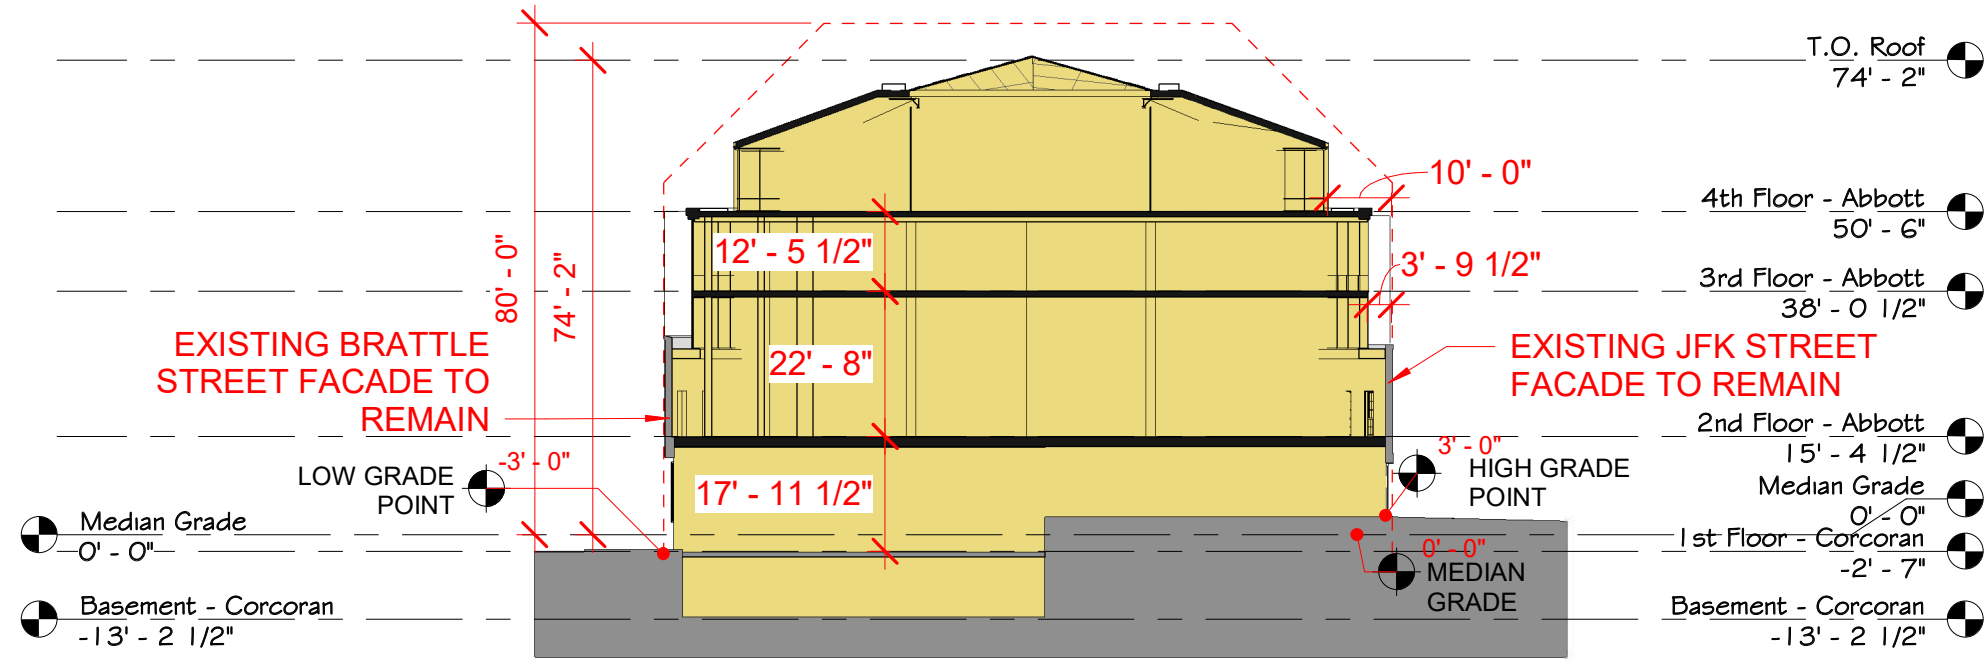 T.O. Roof
74' - 2"
10' - 0"
4th Floor - Abbott
50' - 6"
80' - 0"
74' - 2"
12' - 5 1/2"
3' - 9 1/2"
3rd Floor - Abbott
38' - 0 1/2"
EXISTING BRATTLE
STREET FACADE TO
REMAIN
22' - 8"
EXISTING JFK STREET
FACADE TO REMAIN
2nd Floor - Abbott
15' - 4 1/2"
-3' - 0"
LOW GRADE
POINT
17' - 11 1/2"
3' - 0"
HIGH GRADE
POINT
Median Grade
0' - 0"
Median Grade
0' - 0"
1st Floor - Corcoran
-2' - 7"
0' - 0"
MEDIAN
GRADE
Basement - Corcoran
-13' - 2 1/2"
Basement - Corcoran
-13' - 2 1/2"